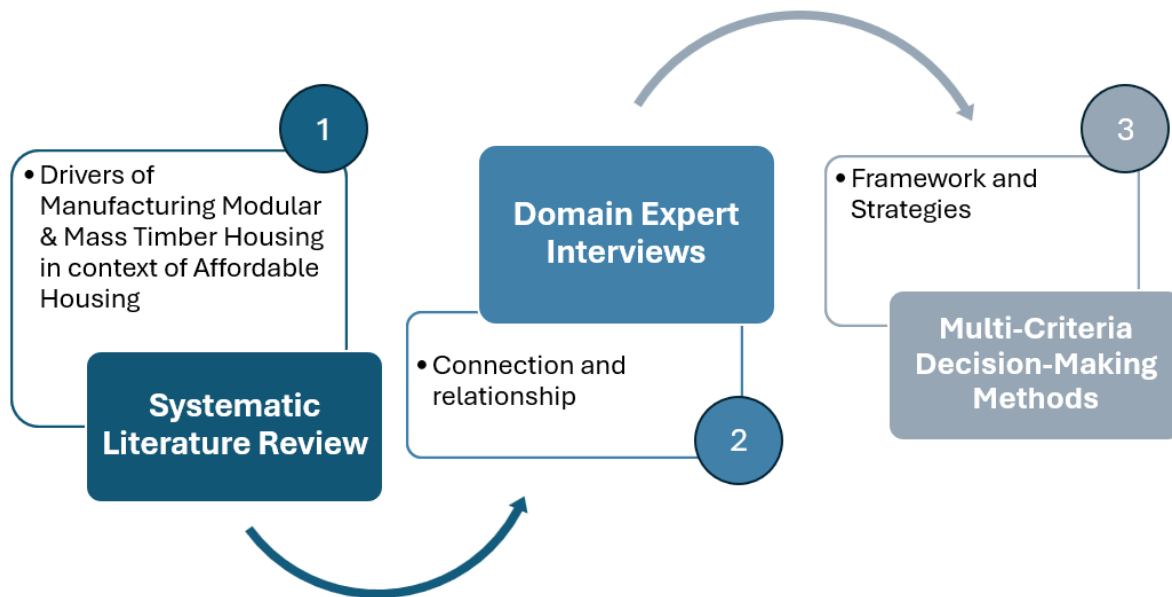 1
• Drivers of
Manufacturing Modular
& Mass Timber Housing
in context of Affordable
Housing
Systematic
Literature Review
Domain Expert
Interviews
• Connection and
relationship
2
3
• Framework and
Strategies
Multi-Criteria
Decision-Making
Methods